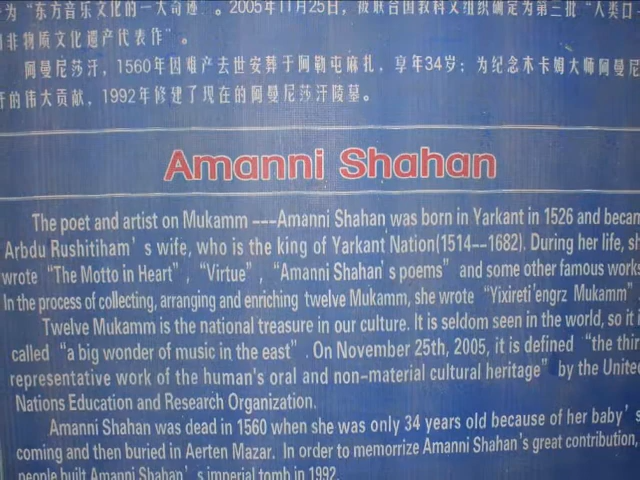 为“东方音乐文化的一大奇迹”。2005年11月25日，被联合国教科文组织确定为第三批“人类口
非物质文化遗产代表作”。
阿曼尼莎汗，1560年因难产去世安葬于阿勒屯麻扎，享年34岁；为纪念木卡姆大师阿曼尼
汗的伟大贡献，1992年修建了现在的阿曼尼莎汗陵墓。
Amanni Shahan
The poet and artist on Mukamm ---Amanni Shahan was born in Yarkant in 1526 and becam
Arbdu Rushitiham's wife, who is the king of Yarkant Nation(1514--1682). During her life, sh
wrote “The Motto in Heart”, “Virtue”, “Amanni Shahan's poems” and some other famous works
In the process of collecting, arranging and enriching twelve Mukamm, she wrote “Yixireti'engrz Mukamm”
Twelve Mukamm is the national treasure in our culture. It is seldom seen in the world, so it i
called “a big wonder of music in the east”. On November 25th, 2005, it is defined “the thir
representative work of the human's oral and non-material cultural heritage” by the United
Nations Education and Research Organization.
Amanni Shahan was dead in 1560 when she was only 34 years old because of her baby's
coming and then buried in Aerten Mazar. In order to memorrize Amanni Shahan's great contribution,
people built Amanni Shahan's imperial tomb in 1992.